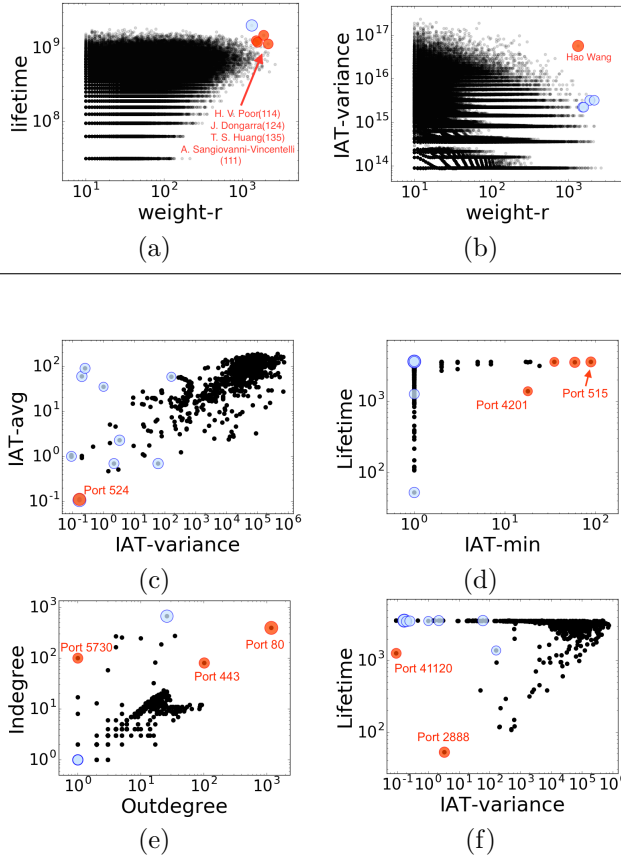 lifetime
10^9
10^8
H. V. Poor(114)
J. Dongarra(124)
T. S. Huang(135)
A. Sangiovanni-Vincentelli
(111)
10^1
10^2
10^3
weight-r
(a)
IAT-variance
10^17
10^16
10^15
10^14
Hao Wang
10^1
10^2
10^3
weight-r
(b)
IAT-avg
10^2
10^1
10^0
10^-1
Port 524
10^-1 10^0 10^1 10^2 10^3 10^4 10^5 10^6
IAT-variance
(c)
Lifetime
10^3
10^2
Port 4201
Port 515
10^0
10^1
10^2
IAT-min
(d)
Indegree
10^3
10^2
10^1
10^0
Port 5730
Port 80
Port 443
10^0
10^1
10^2
10^3
Outdegree
(e)
Lifetime
10^3
10^2
Port 41120
Port 2888
10^-1 10^0 10^1 10^2 10^3 10^4 10^5 10^6
IAT-variance
(f)